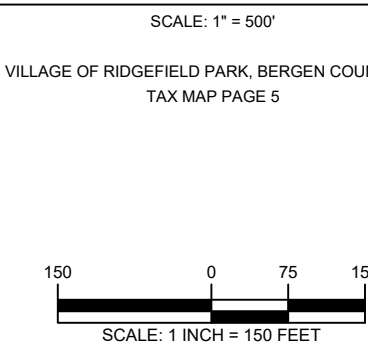 SCALE: 1" = 500'
VILLAGE OF RIDGEFIELD PARK, BERGEN COU
TAX MAP PAGE 5
150 0 75 15
SCALE: 1 INCH = 150 FEET